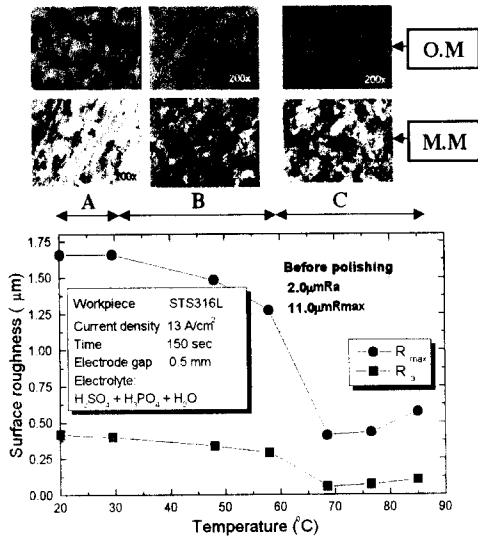 200x
200x
O.M
200x
M.M
A B C
Surface roughness ( μm)
1.75
1.50
1.25
1.00
0.75
0.50
0.25
0.00
Before polishing
2.0μmRa
11.0μmRmax
Workpiece STS316L
Current density 13 A/cm²
Time 150 sec
Electrode gap 0.5 mm
Electrolyte:
H₂SO₄ + H₃PO₄ + H₂O
R max
R a
20 30 40 50 60 70 80 90
Temperature (°C)